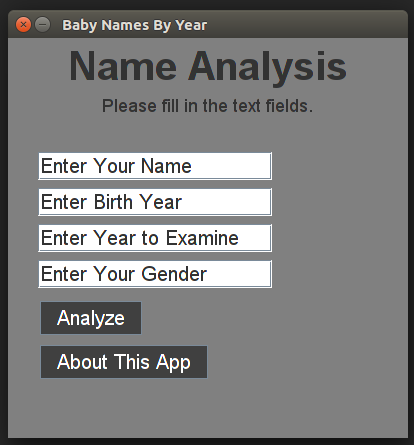 Baby Names By Year
Name Analysis
Please fill in the text fields.
Enter Your Name
Enter Birth Year
Enter Year to Examine
Enter Your Gender
Analyze
About This App